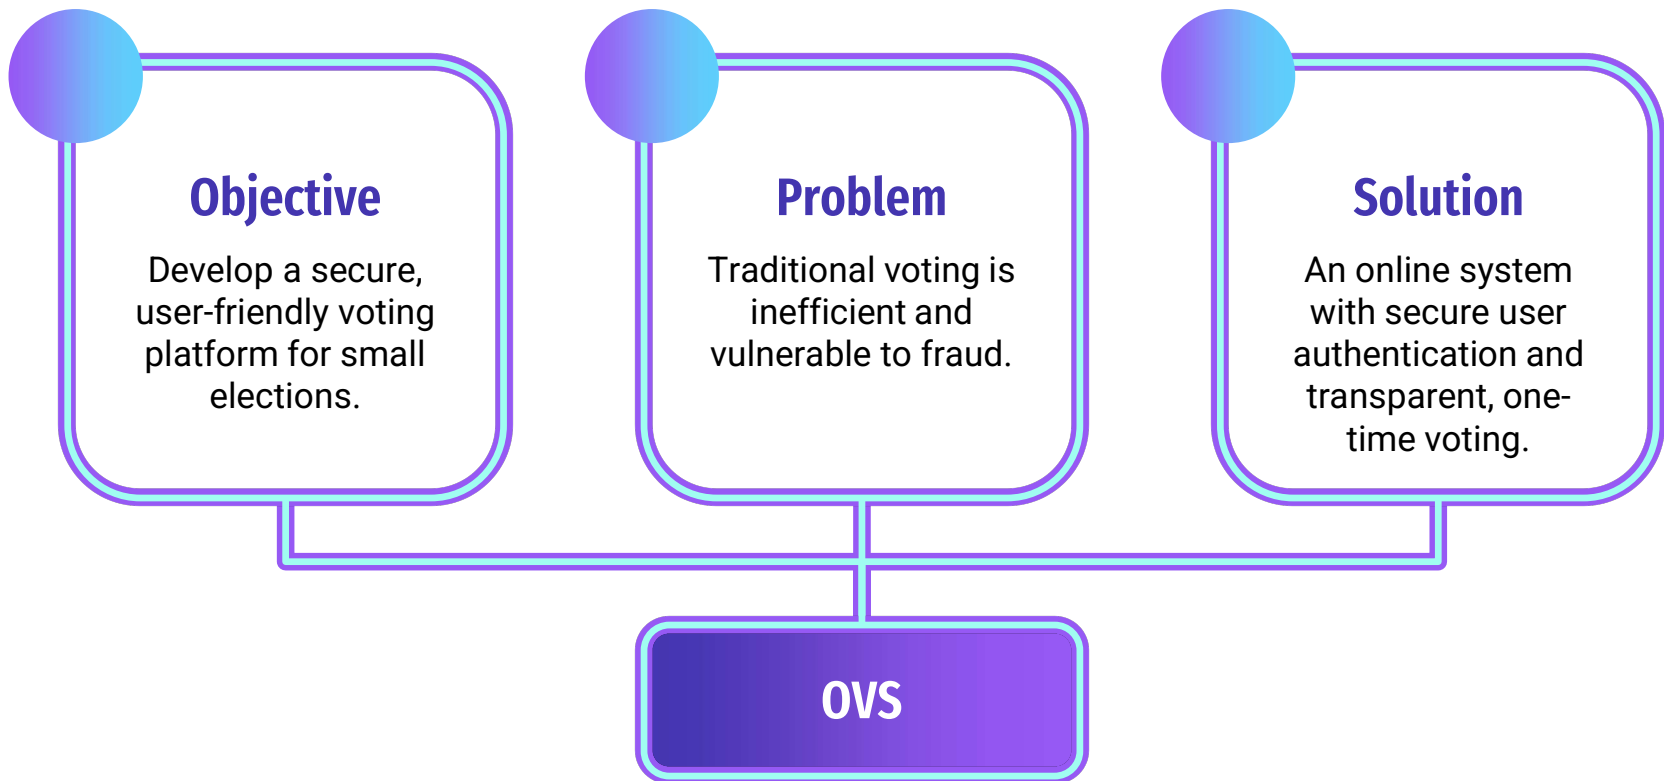 Objective
Develop a secure,
user-friendly voting
platform for small
elections.
Problem
Traditional voting is
inefficient and
vulnerable to fraud.
Solution
An online system
with secure user
authentication and
transparent, one-
time voting.
OVS